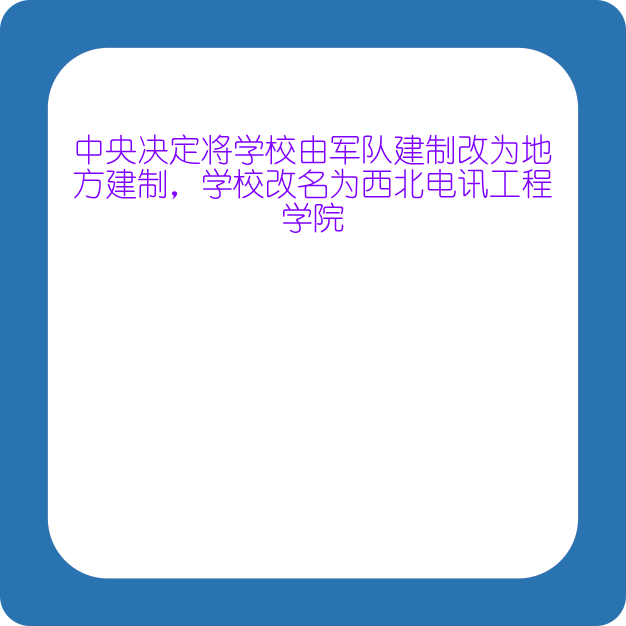 中央决定将学校由军队建制改为地
方建制，学校改名为西北电讯工程
学院